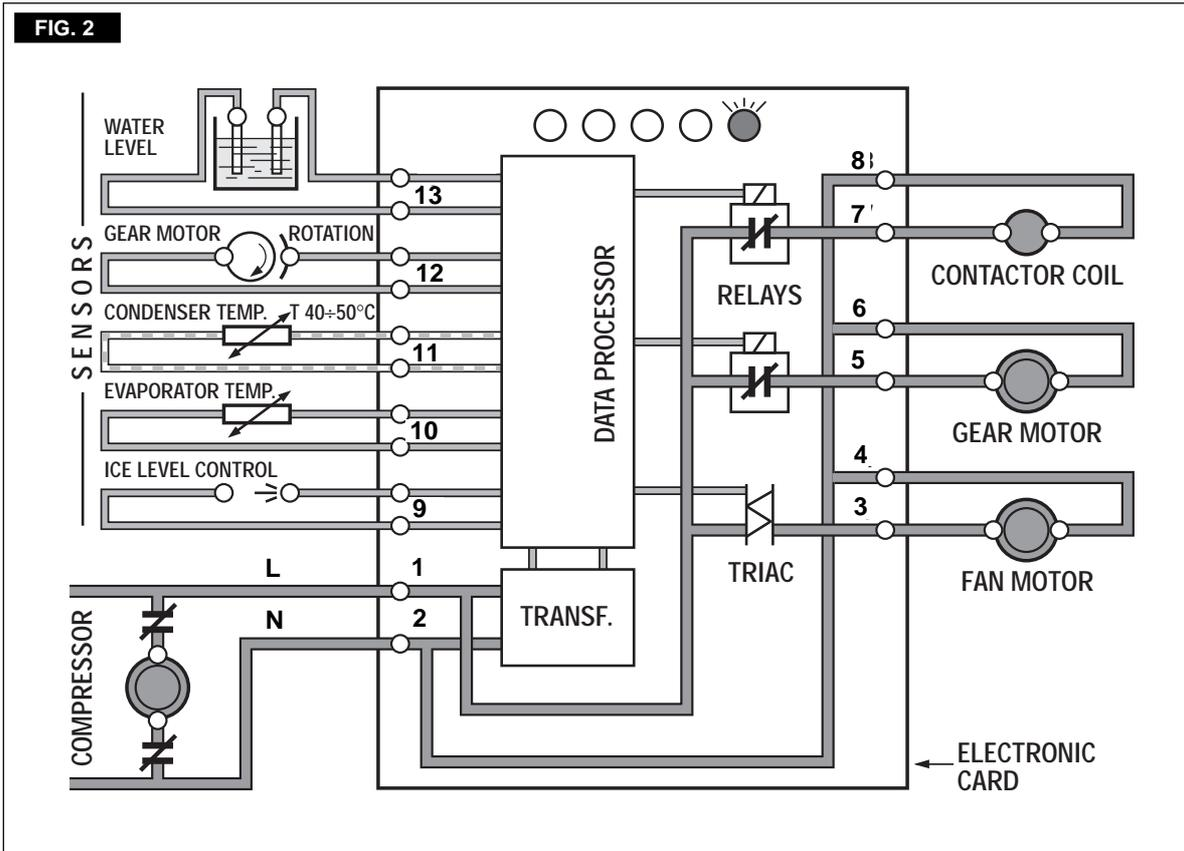 FIG. 2
WATER
LEVEL
13
GEAR MOTOR
ROTATION
12
CONDENSER TEMP.
T 40÷50°C
11
EVAPORATOR TEMP.
10
ICE LEVEL CONTROL
9
SENSORS
L
1
N
2
COMPRESSOR
DATA PROCESSOR
TRANSF.
RELAYS
TRIAC
8
7
CONTACTOR COIL
6
5
GEAR MOTOR
4
3
FAN MOTOR
ELECTRONIC
CARD